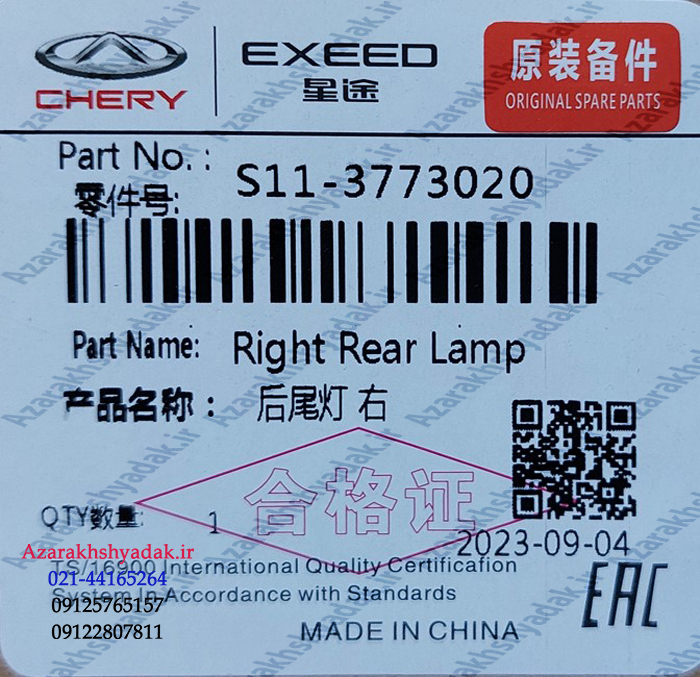 CHERY
EXEED
星途
原装备件
ORIGINAL SPARE PARTS
Part No. : S11-3773020
零件号:
Part Name: Right Rear Lamp
产品名称： 后尾灯 右
合格证
QTY数量: 1
2023-09-04
Azarakhshyadak.ir
TS/16900 International Quality Certification
021-44165264
System In Accordance with Standards
09125765157
09122807811
EAC
MADE IN CHINA